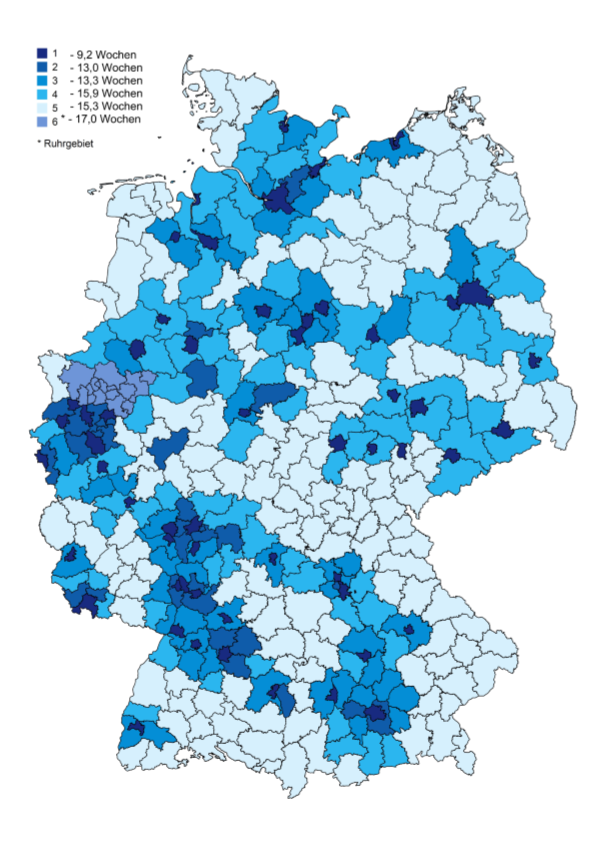 1 - 9,2 Wochen
2 - 13,0 Wochen
3 - 13,3 Wochen
4 - 15,9 Wochen
5 - 15,3 Wochen
6 * - 17,0 Wochen
* Ruhrgebiet